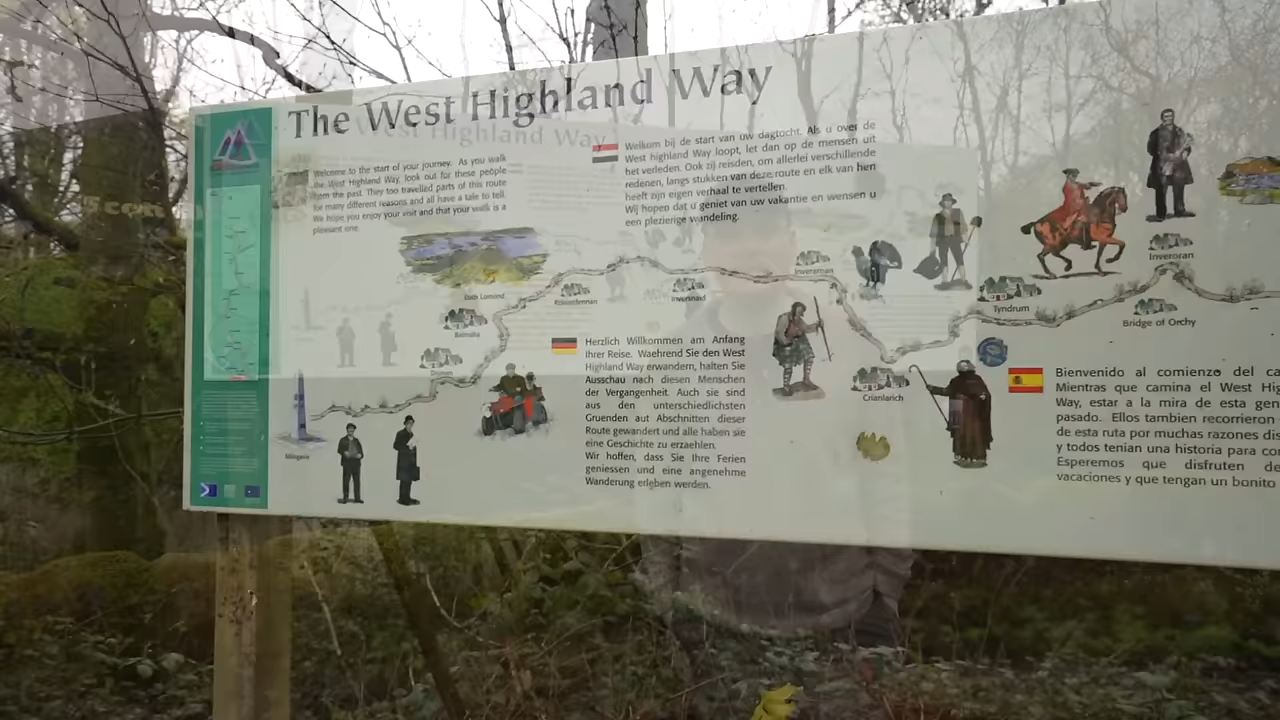 The West Highland Way
West Highland Way
Welcome to the start of your journey. As you walk
the West Highland Way, look out for these people
from the past. They too travelled parts of this route
for many different reasons and all have a tale to tell.
We hope you enjoy your visit and that your walk is a
pleasant one.
Welkom bij de start van uw dagtocht. Als u over de
West highland Way loopt, let dan op de mensen uit
het verleden. Ook zij reisden, om allerlei verschillende
redenen, langs stukken van deze route en elk van hen
heeft zijn eigen verhaal te vertellen.
Wij hopen dat u geniet van uw vakantie en wensen u
een plezierige wandeling.
Loch Lomond
Balmaha
Rowardennan
Inversnaid
Inverarnan
Tyndrum
Inveroran
Bridge of Orchy
Crianlarich
Milngavie
Herzlich Willkommen am Anfang
Ihrer Reise. Waehrend Sie den West
Highland Way erwandern, halten Sie
Ausschau nach diesen Menschen
der Vergangenheit. Auch sie sind
aus den unterschiedlichsten
Gruenden auf Abschnitten dieser
Route gewandert und alle haben sie
eine Geschichte zu erzaehlen.
Wir hoffen, dass Sie Ihre Ferien
geniessen und eine angenehme
Wanderung erleben werden.
Bienvenido al comienzo del ca
Mientras que camina el West Hig
Way, estar a la mira de esta gen
pasado. Ellos tambien recorrieron
de esta ruta por muchas razones dis
y todos tenian una historia para con
Esperemos que disfruten de
vacaciones y que tengan un bonito